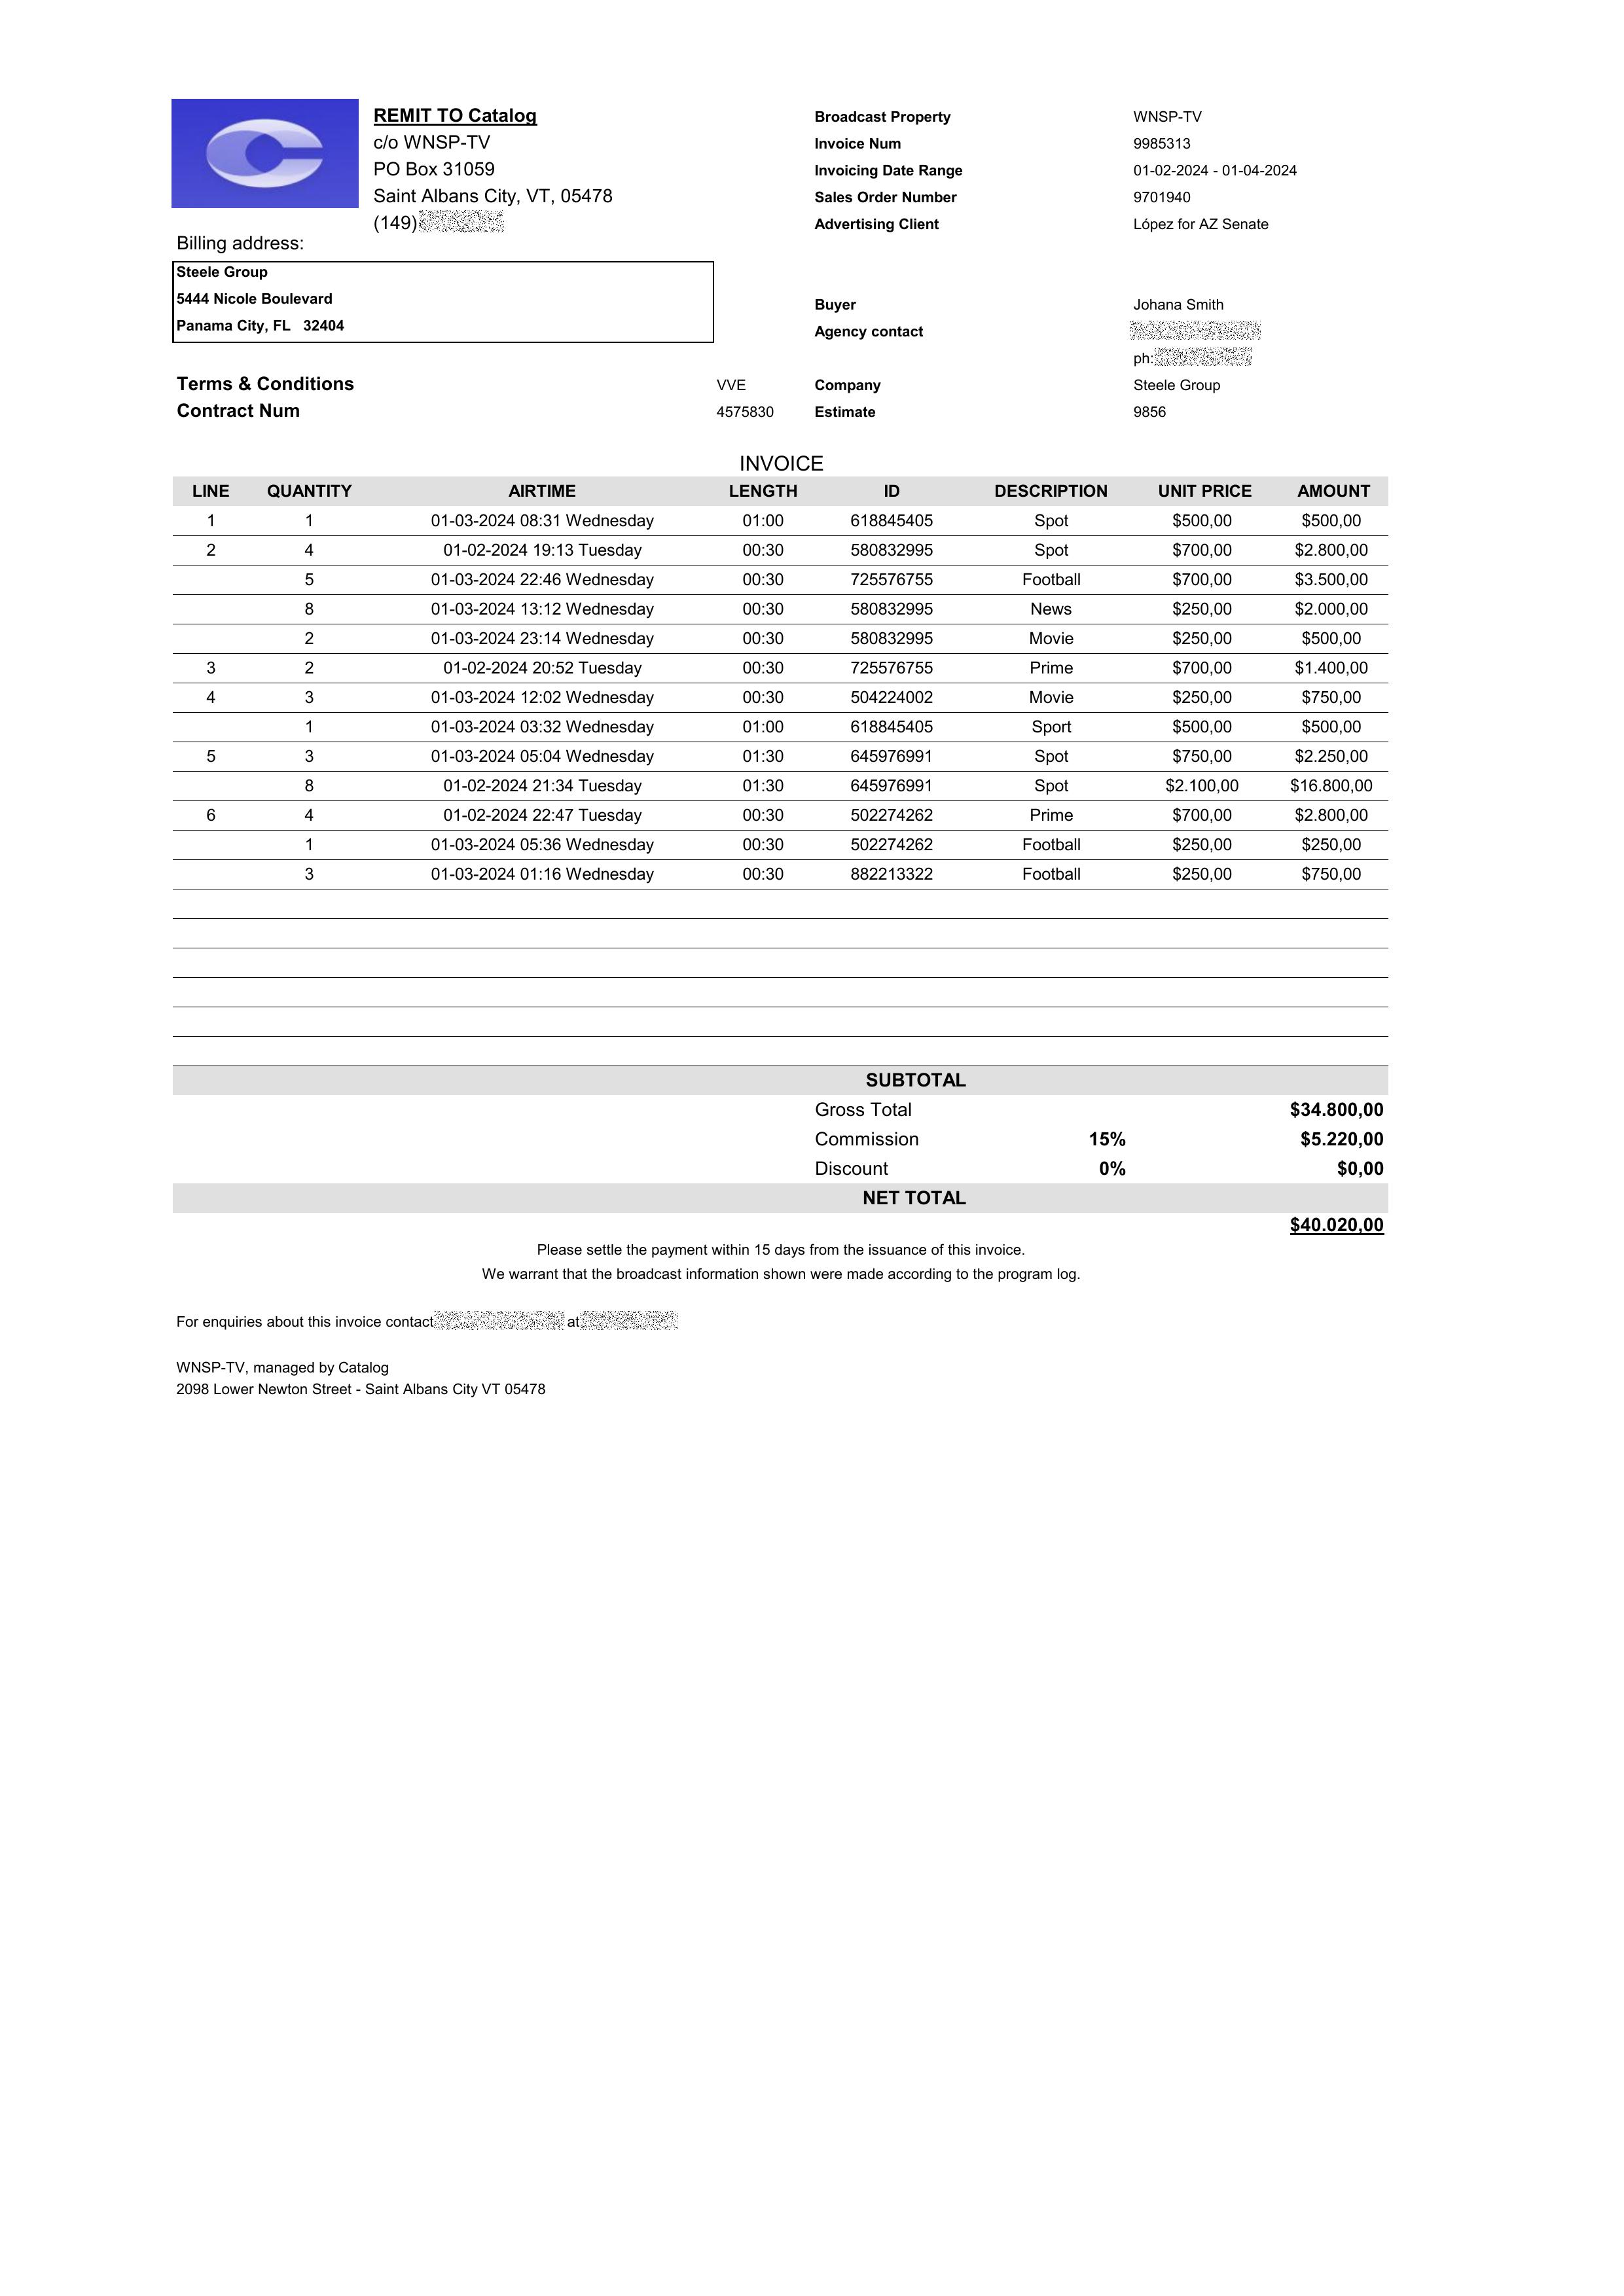 REMIT TO Catalog
c/o WNSP-TV
PO Box 31059
Saint Albans City, VT, 05478
(149)
Billing address:
Steele Group
5444 Nicole Boulevard
Panama City, FL 32404
Broadcast Property WNSP-TV
Invoice Num 9985313
Invoicing Date Range 01-02-2024 - 01-04-2024
Sales Order Number 9701940
Advertising Client López for AZ Senate
Buyer Johana Smith
Agency contact
ph:
Terms & Conditions VVE Company Steele Group
Contract Num 4575830 Estimate 9856
INVOICE
LINE QUANTITY AIRTIME LENGTH ID DESCRIPTION UNIT PRICE AMOUNT
1 1 01-03-2024 08:31 Wednesday 01:00 618845405 Spot $500,00 $500,00
2 4 01-02-2024 19:13 Tuesday 00:30 580832995 Spot $700,00 $2.800,00
5 01-03-2024 22:46 Wednesday 00:30 725576755 Football $700,00 $3.500,00
8 01-03-2024 13:12 Wednesday 00:30 580832995 News $250,00 $2.000,00
2 01-03-2024 23:14 Wednesday 00:30 580832995 Movie $250,00 $500,00
3 2 01-02-2024 20:52 Tuesday 00:30 725576755 Prime $700,00 $1.400,00
4 3 01-03-2024 12:02 Wednesday 00:30 504224002 Movie $250,00 $750,00
1 01-03-2024 03:32 Wednesday 01:00 618845405 Sport $500,00 $500,00
5 3 01-03-2024 05:04 Wednesday 01:30 645976991 Spot $750,00 $2.250,00
8 01-02-2024 21:34 Tuesday 01:30 645976991 Spot $2.100,00 $16.800,00
6 4 01-02-2024 22:47 Tuesday 00:30 502274262 Prime $700,00 $2.800,00
1 01-03-2024 05:36 Wednesday 00:30 502274262 Football $250,00 $250,00
3 01-03-2024 01:16 Wednesday 00:30 882213322 Football $250,00 $750,00
SUBTOTAL
Gross Total $34.800,00
Commission 15% $5.220,00
Discount 0% $0,00
NET TOTAL
$40.020,00
Please settle the payment within 15 days from the issuance of this invoice.
We warrant that the broadcast information shown were made according to the program log.
For enquiries about this invoice contact at
WNSP-TV, managed by Catalog
2098 Lower Newton Street - Saint Albans City VT 05478